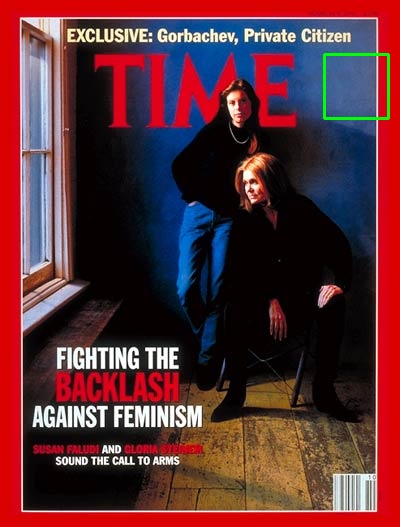 EXCLUSIVE: Gorbachev, Private Citizen
TIME
FIGHTING THE
BACKLASH
AGAINST FEMINISM
SUSAN FALUDI AND GLORIA STEINEM
SOUND THE CALL TO ARMS
10